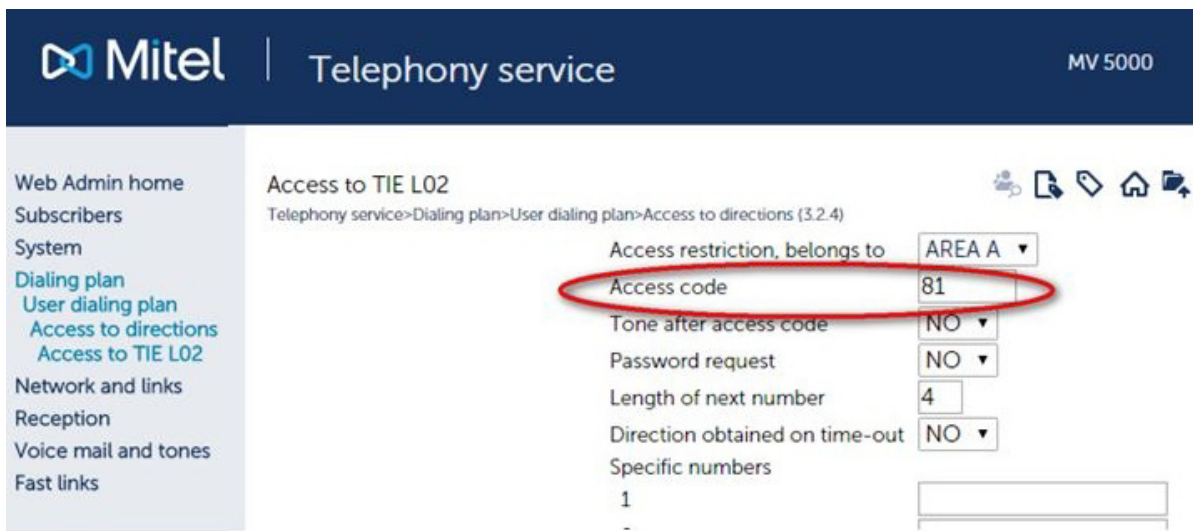 Mitel | Telephony service MV 5000
Web Admin home
Subscribers
System
Dialing plan
User dialing plan
Access to directions
Access to TIE L02
Network and links
Reception
Voice mail and tones
Fast links
Access to TIE L02
Telephony service>Dialing plan>User dialing plan>Access to directions (3.2.4)
Access restriction, belongs to AREA A
Access code 81
Tone after access code NO
Password request NO
Length of next number 4
Direction obtained on time-out NO
Specific numbers
1